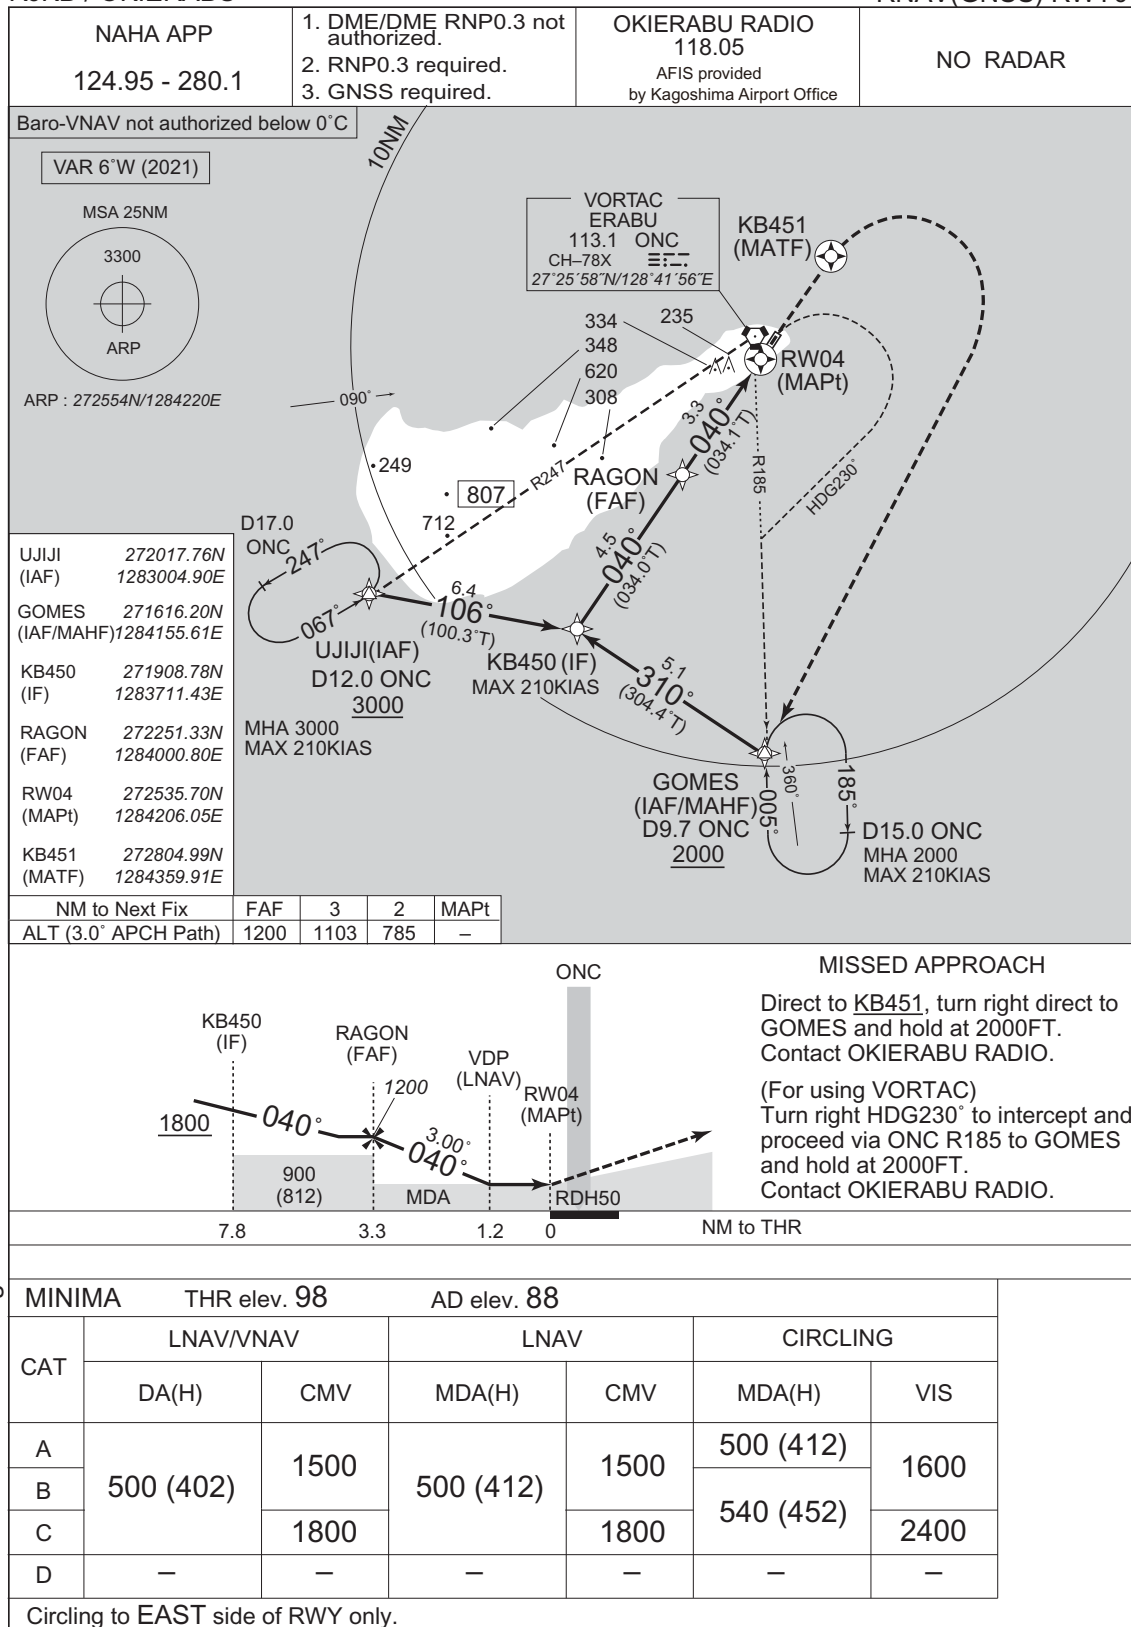 NAHA APP
124.95 - 280.1
1. DME/DME RNP0.3 not
authorized.
2. RNP0.3 required.
3. GNSS required.
OKIERABU RADIO
118.05
AFIS provided
by Kagoshima Airport Office
NO RADAR
Baro-VNAV not authorized below 0˚C
10NM
VAR 6˚W (2021)
MSA 25NM
3300
ARP
ARP : 272554N/1284220E
VORTAC
ERABU
113.1 ONC
CH–78X
27˚25´58˝N/128˚41´56˝E
KB451
(MATF)
334
235
348
620
308
RW04
(MAPt)
090˚
3.3
040˚
(034.1˚T)
249
R247
RAGON
(FAF)
R185
HDG230˚
807
712
D17.0
ONC
247˚
067˚
4.5
040˚
(034.0˚T)
6.4
106˚
(100.3˚T)
UJIJI(IAF)
D12.0 ONC
3000
KB450 (IF)
MAX 210KIAS
5.1
310˚
(304.4˚T)
MHA 3000
MAX 210KIAS
GOMES
(IAF/MAHF)
D9.7 ONC
2000
005˚
360˚
185˚
D15.0 ONC
MHA 2000
MAX 210KIAS
UJIJI 272017.76N
(IAF) 1283004.90E
GOMES 271616.20N
(IAF/MAHF)1284155.61E
KB450 271908.78N
(IF) 1283711.43E
RAGON 272251.33N
(FAF) 1284000.80E
RW04 272535.70N
(MAPt) 1284206.05E
KB451 272804.99N
(MATF) 1284359.91E
NM to Next Fix FAF 3 2 MAPt
ALT (3.0˚ APCH Path) 1200 1103 785 –
ONC
KB450
(IF)
RAGON
(FAF)
VDP
(LNAV)
RW04
(MAPt)
1200
1800
040˚
3.00˚
040˚
900
(812)
MDA
RDH50
7.8 3.3 1.2 0 NM to THR
MISSED APPROACH
Direct to KB451, turn right direct to
GOMES and hold at 2000FT.
Contact OKIERABU RADIO.
(For using VORTAC)
Turn right HDG230˚ to intercept and
proceed via ONC R185 to GOMES
and hold at 2000FT.
Contact OKIERABU RADIO.
MINIMA THR elev. 98 AD elev. 88
CAT LNAV/VNAV LNAV CIRCLING
DA(H) CMV MDA(H) CMV MDA(H) VIS
A 500 (402) 1500 500 (412) 1500 500 (412) 1600
B 540 (452)
C 1800 1800 2400
D – – – – – –
Circling to EAST side of RWY only.